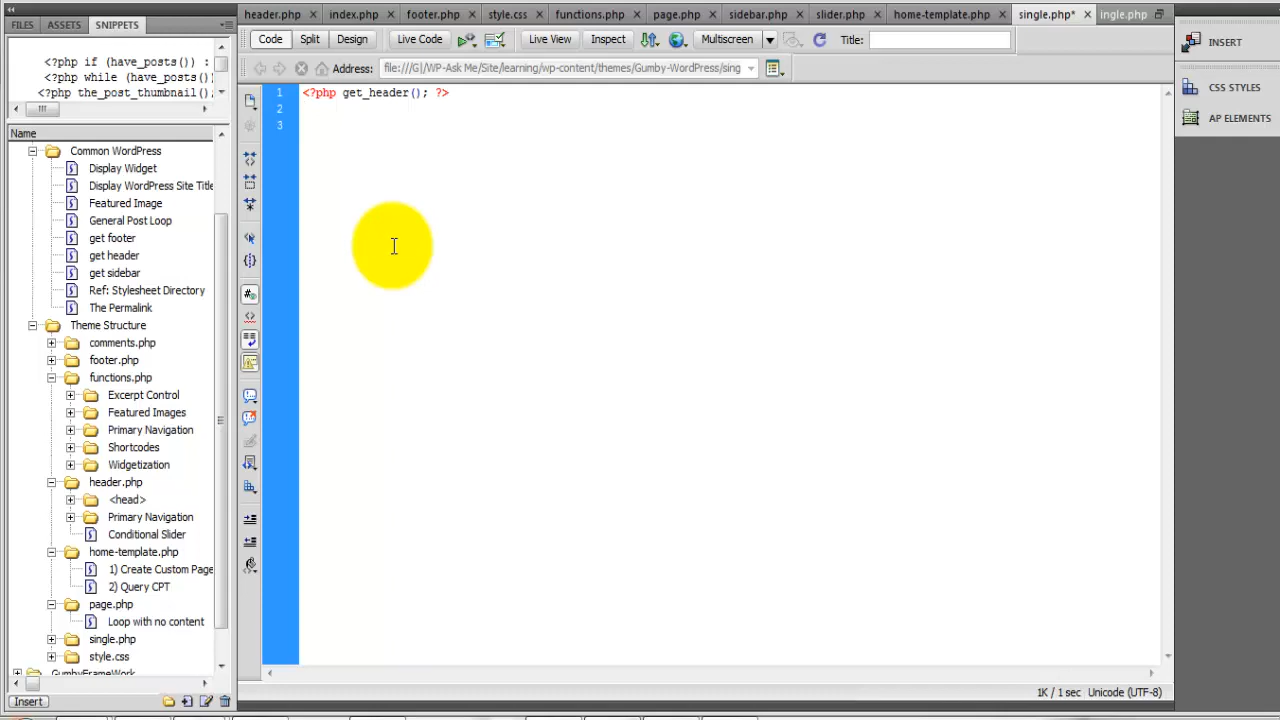 FILES ASSETS SNIPPETS
<?php if (have_posts()) :
<?php while (have_posts()
<?php the_post_thumbnail();
Name
Common WordPress
Display Widget
Display WordPress Site Title
Featured Image
General Post Loop
get footer
get header
get sidebar
Ref: Stylesheet Directory
The Permalink
Theme Structure
comments.php
footer.php
functions.php
Excerpt Control
Featured Images
Primary Navigation
Shortcodes
Widgetization
header.php
<head>
Primary Navigation
Conditional Slider
home-template.php
1) Create Custom Page
2) Query CPT
page.php
Loop with no content
single.php
style.css
GumbyFrameWork
Insert
header.php index.php footer.php style.css functions.php page.php sidebar.php slider.php home-template.php single.php* ingle.php
Code Split Design Live Code Live View Inspect Multiscreen Title:
Address: file:///G|/WP-Ask Me/Site/learning/wp-content/themes/Gumby-WordPress/sing
1 <?php get_header(); ?>
2
3
1K / 1 sec Unicode (UTF-8)
INSERT
CSS STYLES
AP ELEMENTS